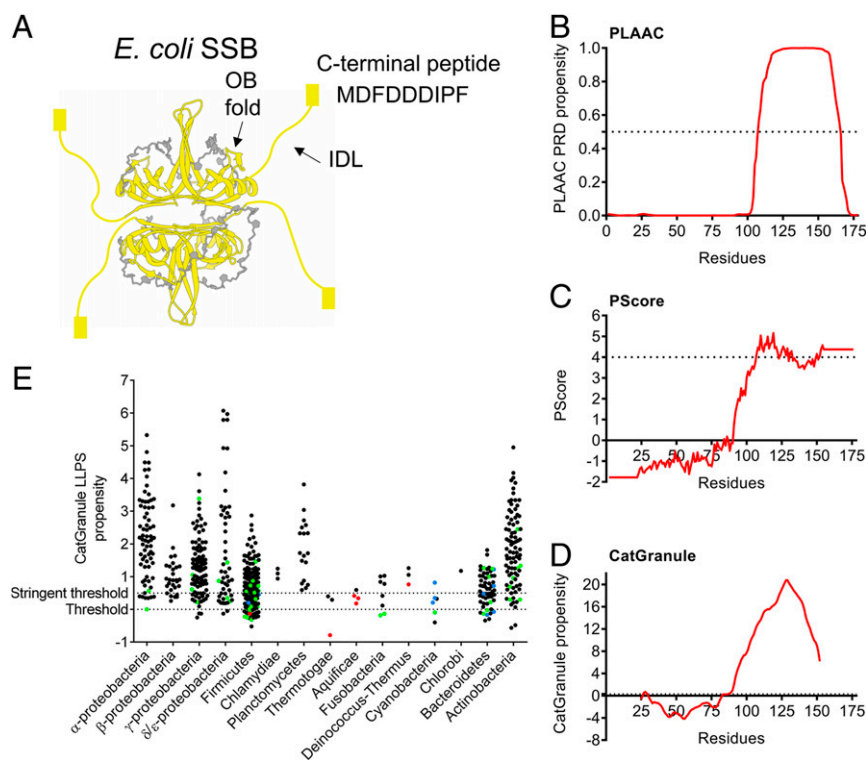 A
E. coli SSB
OB
fold
C-terminal peptide
MDFDDDIPF
IDL
B
PLAAC
PLAAC PRD propensity
1.0
0.8
0.6
0.4
0.2
0.0
0 25 50 75 100 125 150 175
Residues
C
PScore
PScore
6
5
4
3
2
1
0
-1
-2
25 50 75 100 125 150 175
Residues
D
CatGranule
CatGranule propensity
20
16
12
8
4
0
-4
-8
25 50 75 100 125 150 175
Residues
E
CatGranule LLPS
propensity
7
6
5
4
3
2
1
-1
Stringent threshold
Threshold
α-proteobacteria
β-proteobacteria
γ-proteobacteria
δ/ε-proteobacteria
Firmicutes
Chlamydiae
Planctomycetes
Thermotogae
Aquificae
Fusobacteria
Deinococcus-Thermus
Cyanobacteria
Chlorobi
Bacteroidetes
Actinobacteria